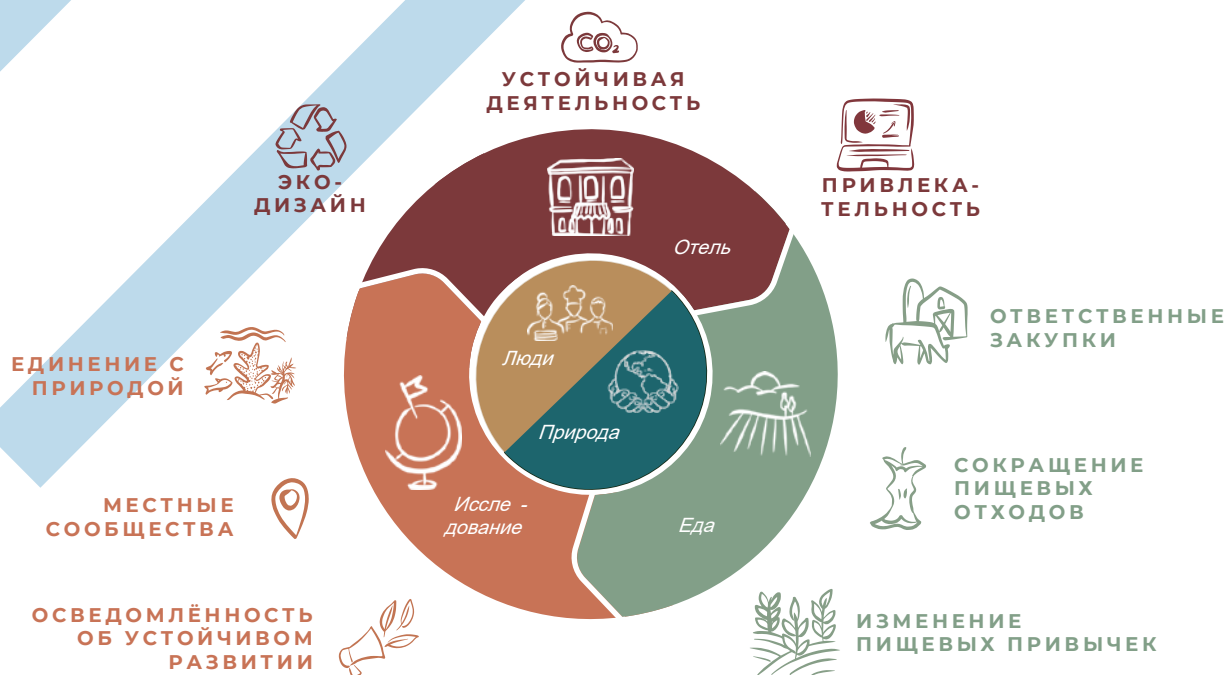 CO₂
УСТОЙЧИВАЯ
ДЕЯТЕЛЬНОСТЬ
ЭКО-
ДИЗАЙН
ПРИВЛЕКА-
ТЕЛЬНОСТЬ
Отель
ОТВЕТСТВЕННЫЕ
ЗАКУПКИ
ЕДИНЕНИЕ С
ПРИРОДОЙ
Люди
Природа
СОКРАЩЕНИЕ
ПИЩЕВЫХ
ОТХОДОВ
МЕСТНЫЕ
СООБЩЕСТВА
Иссле -
дование
Еда
ОСВЕДОМЛЁННОСТЬ
ОБ УСТОЙЧИВОМ
РАЗВИТИИ
ИЗМЕНЕНИЕ
ПИЩЕВЫХ ПРИВЫЧЕК